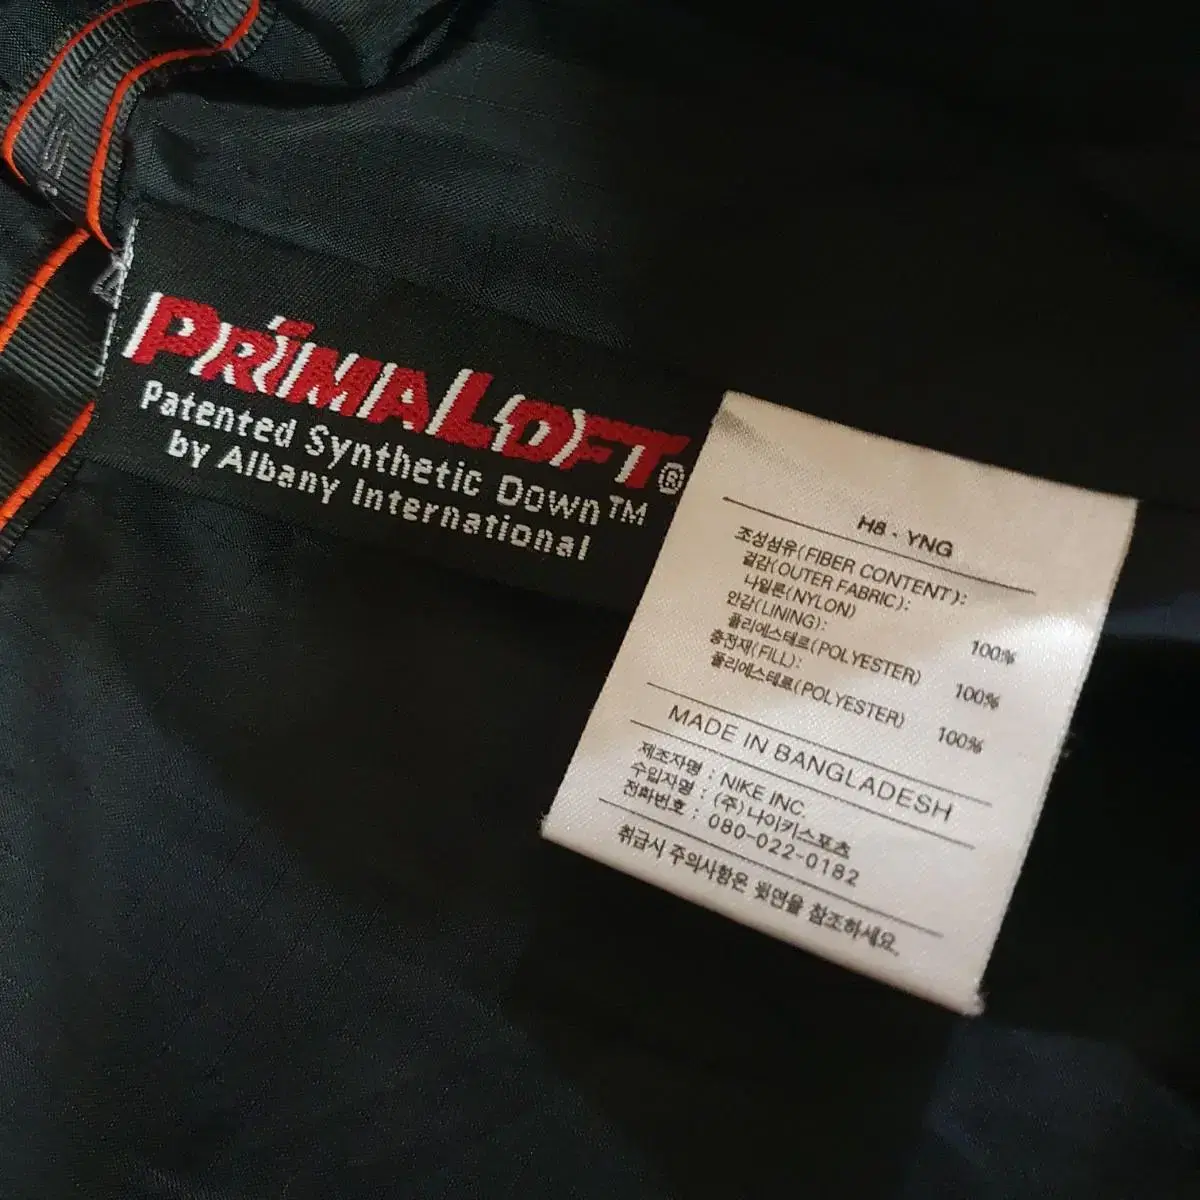 PRIMALOFT®
Patented Synthetic Down™
by Albany International
H8 · YNG
조성섬유(FIBER CONTENT):
겉감(OUTER FABRIC):
나일론(NYLON) 100%
안감(LINING):
폴리에스테르(POLYESTER) 100%
충전재(FILL):
폴리에스테르(POLYESTER) 100%
MADE IN BANGLADESH
제조자명 : NIKE INC.
수입자명 : (주)나이키스포츠
전화번호 : 080-022-0182
취급시 주의사항은 뒷면을 참조하세요.